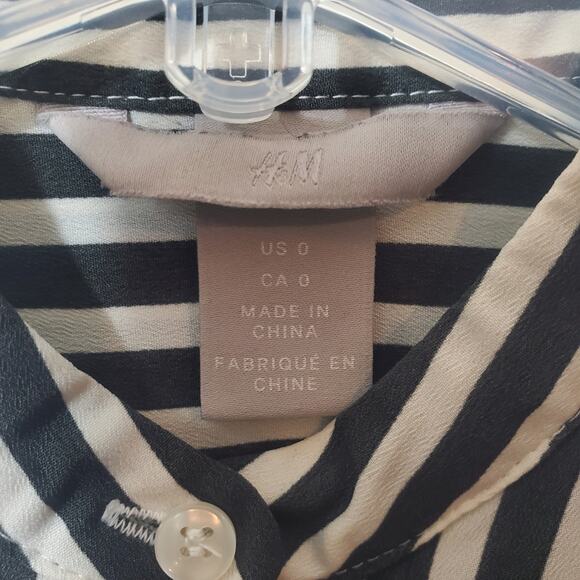 H&M
US 0
CA 0
MADE IN
CHINA
FABRIQUÉ EN
CHINE